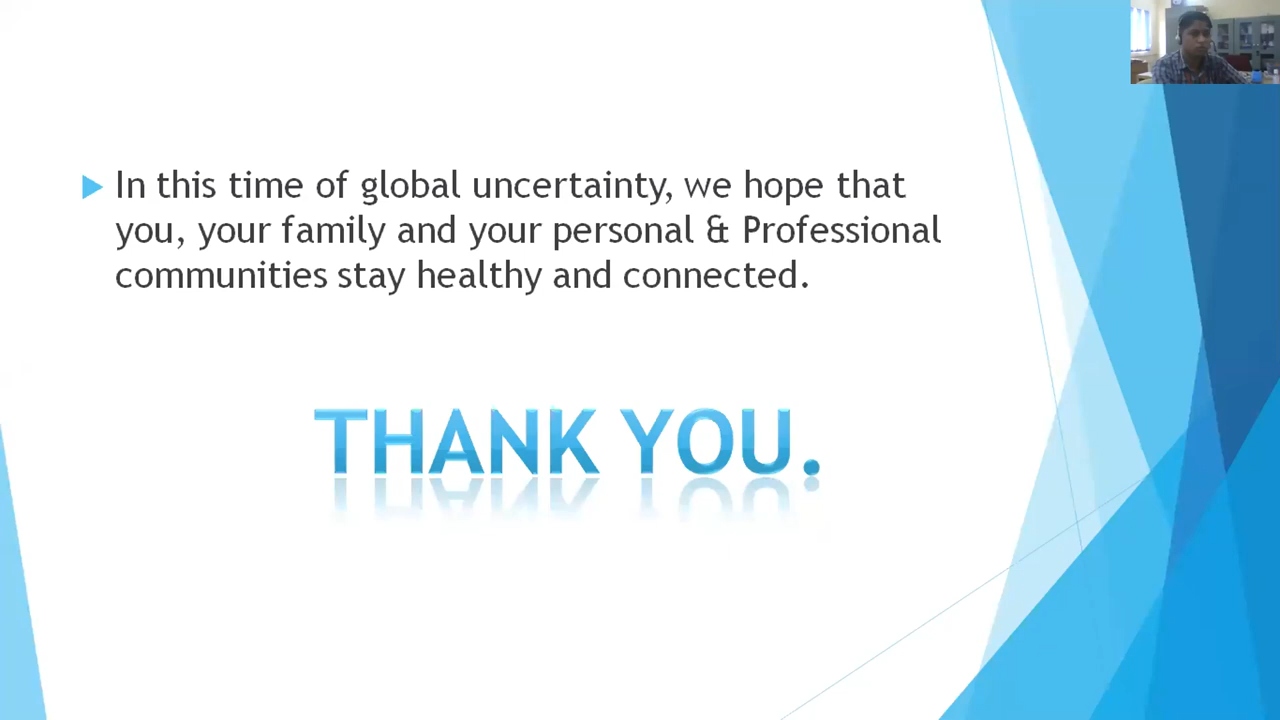 In this time of global uncertainty, we hope that
you, your family and your personal & Professional
communities stay healthy and connected.
THANK YOU.